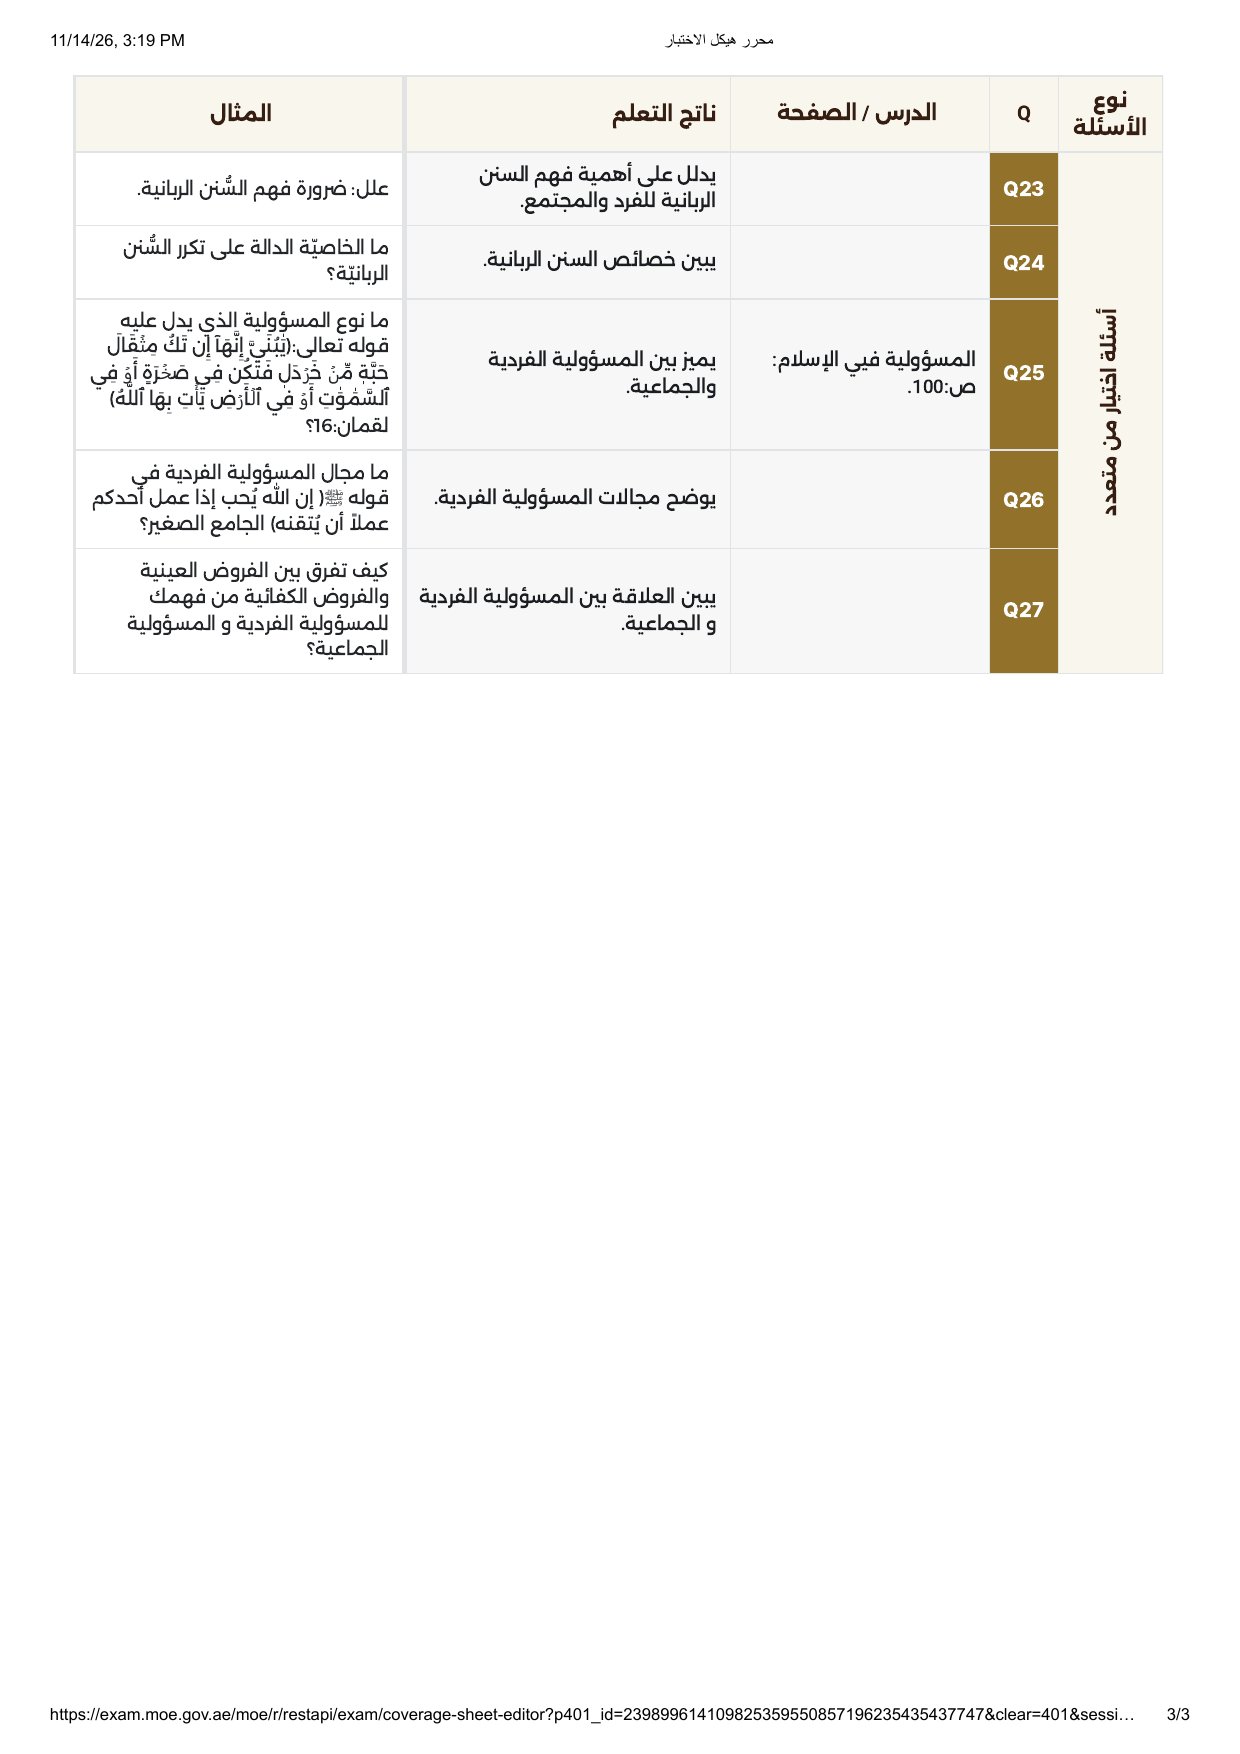 11/14/26, 3:19 PM
محرر هيكل الاختبار
نوع
الأسئلة
Q
الدرس / الصفحة
ناتج التعلم
المثال
أسئلة اختيار من متعدد
Q23
يدلل على أهمية فهم السنن
الربانية للفرد والمجتمع.
علل: ضرورة فهم السُّنن الربانية.
Q24
يبين خصائص السنن الربانية.
ما الخاصيّة الدالة على تكرر السُّنن
الربانيّة؟
Q25
المسؤولية فيي الإسلام:
ص:100.
يميز بين المسؤولية الفردية
والجماعية.
ما نوع المسؤولية الذي يدل عليه
قوله تعالى:(يَٰبُنَيَّ إِنَّهَآ إِن تَكُ مِثۡقَالَ
حَبَّةٖ مِّنۡ خَرۡدَلٖ فَتَكُن فِي صَخۡرَةٍ أَوۡ فِي
ٱلسَّمَٰوَٰتِ أَوۡ فِي ٱلۡأَرۡضِ يَأۡتِ بِهَا ٱللَّهُ)
لقمان:16؟
Q26
يوضح مجالات المسؤولية الفردية.
ما مجال المسؤولية الفردية في
قوله ﷺ( إن الله يُحب إذا عمل أحدكم
عملاً أن يُتقنه) الجامع الصغير؟
Q27
يبين العلاقة بين المسؤولية الفردية
و الجماعية.
كيف تفرق بين الفروض العينية
والفروض الكفائية من فهمك
للمسؤولية الفردية و المسؤولية
الجماعية؟
https://exam.moe.gov.ae/moe/r/restapi/exam/coverage-sheet-editor?p401_id=239899614109825359550857196235435437747&clear=401&sessi…
3/3